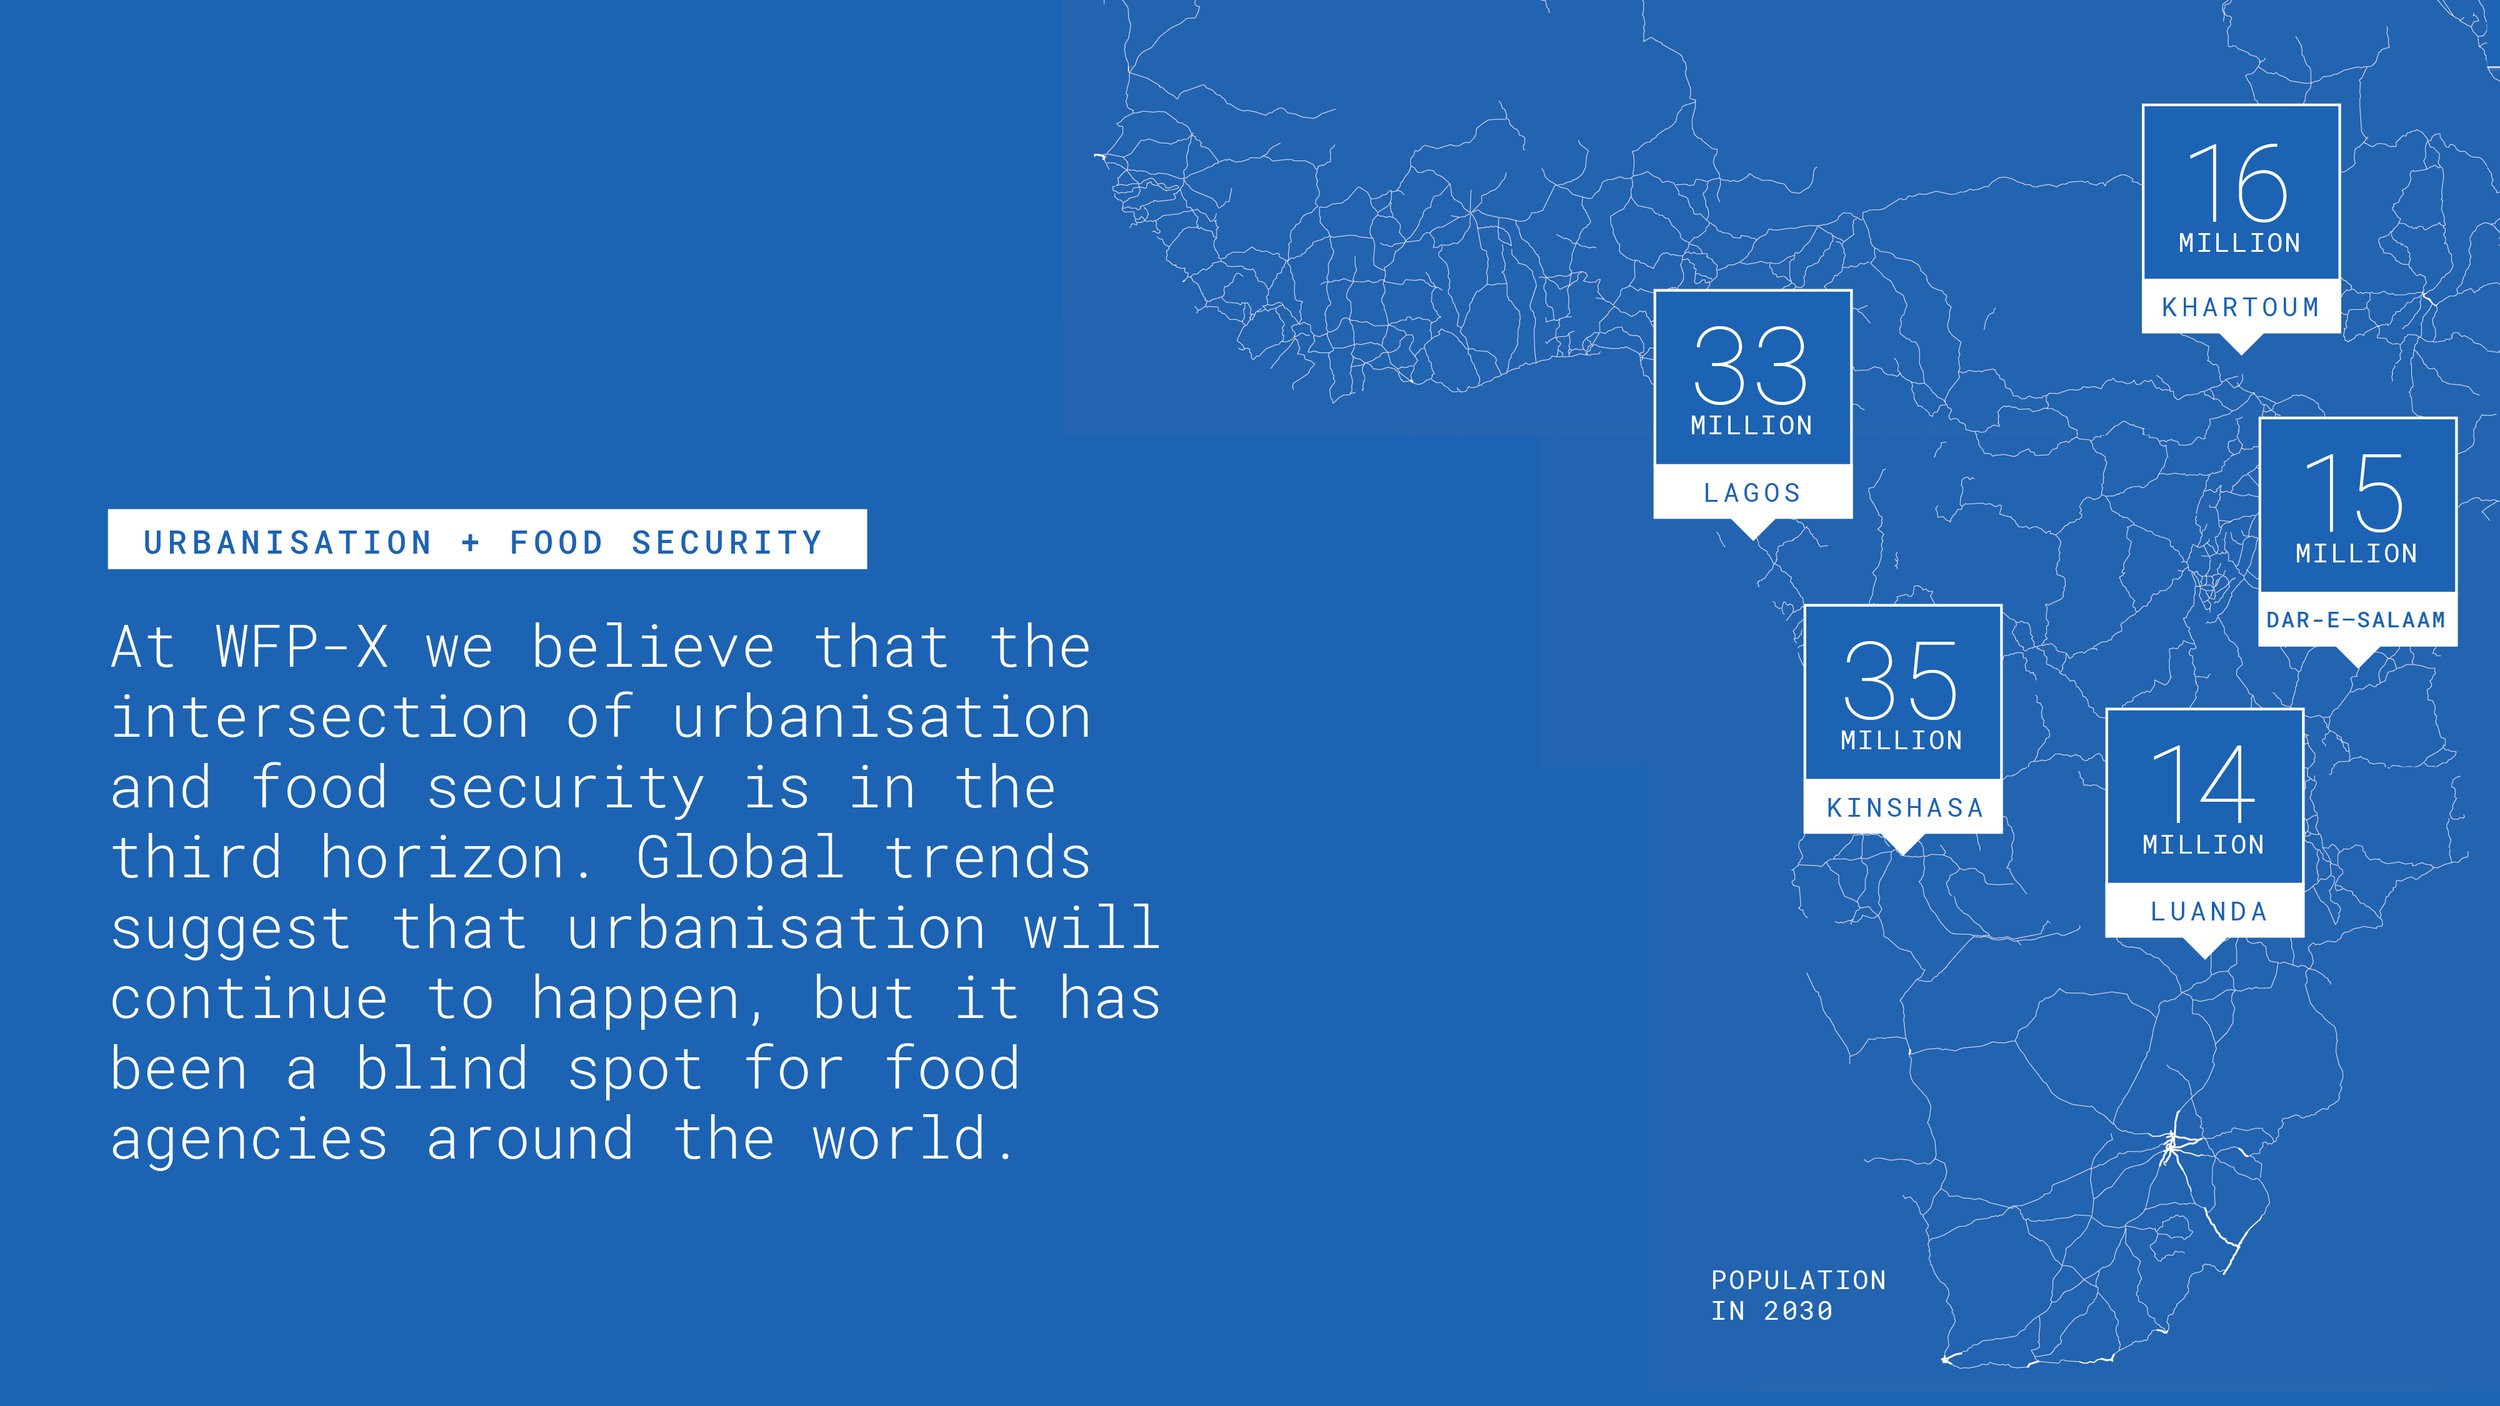 URBANISATION + FOOD SECURITY
At WFP-X we believe that the
intersection of urbanisation
and food security is in the
third horizon. Global trends
suggest that urbanisation will
continue to happen, but it has
been a blind spot for food
agencies around the world.
16
MILLION
KHARTOUM
33
MILLION
LAGOS
15
MILLION
DAR-E-SALAAM
35
MILLION
KINSHASA
14
MILLION
LUANDA
POPULATION
IN 2030